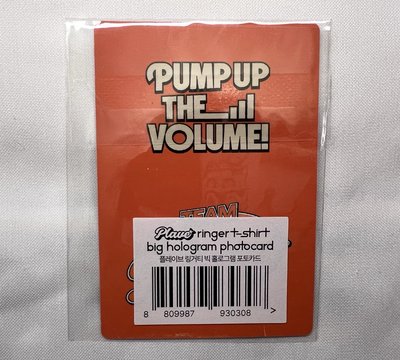 PUMP UP
THE
VOLUME!
TEAM
Plave ringer t-shirt
big hologram photocard
플레이브 링거티 빅 홀로그램 포토카드
8 809987 930308 >